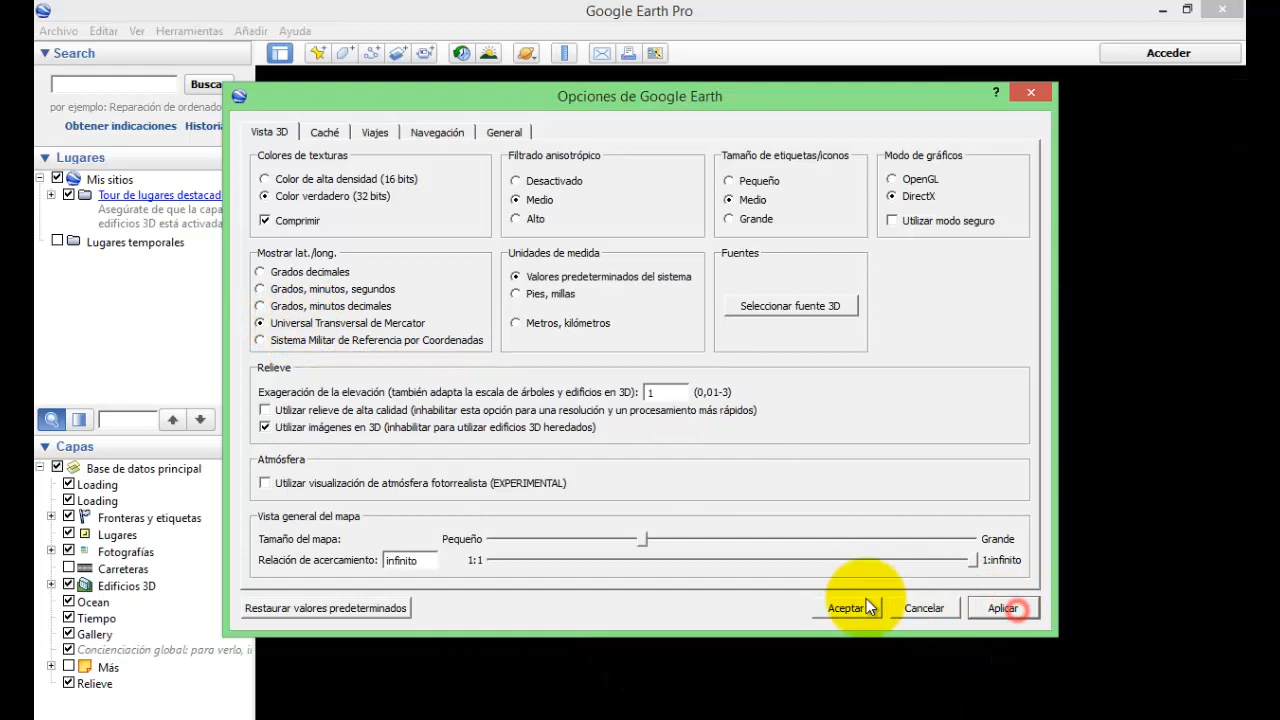 Google Earth Pro
Archivo Editar Ver Herramientas Añadir Ayuda
Search
Acceder
Busca
por ejemplo: Reparación de ordenado
Obtener indicaciones Historia
Lugares
Mis sitios
Tour de lugares destacad
Asegúrate de que la capa
edificios 3D está activada
Lugares temporales
Capas
Base de datos principal
Loading
Loading
Fronteras y etiquetas
Lugares
Fotografías
Carreteras
Edificios 3D
Ocean
Tiempo
Gallery
Concienciación global: para verlo, i
Más
Relieve
Opciones de Google Earth
?
Vista 3D Caché Viajes Navegación General
Colores de texturas
Color de alta densidad (16 bits)
Color verdadero (32 bits)
Comprimir
Filtrado anisotrópico
Desactivado
Medio
Alto
Tamaño de etiquetas/iconos
Pequeño
Medio
Grande
Modo de gráficos
OpenGL
DirectX
Utilizar modo seguro
Mostrar lat./long.
Grados decimales
Grados, minutos, segundos
Grados, minutos decimales
Universal Transversal de Mercator
Sistema Militar de Referencia por Coordenadas
Unidades de medida
Valores predeterminados del sistema
Pies, millas
Metros, kilómetros
Fuentes
Seleccionar fuente 3D
Relieve
Exageración de la elevación (también adapta la escala de árboles y edificios en 3D): 1 (0,01-3)
Utilizar relieve de alta calidad (inhabilitar esta opción para una resolución y un procesamiento más rápidos)
Utilizar imágenes en 3D (inhabilitar para utilizar edificios 3D heredados)
Atmósfera
Utilizar visualización de atmósfera fotorrealista (EXPERIMENTAL)
Vista general del mapa
Tamaño del mapa: Pequeño Grande
Relación de acercamiento: infinito 1:1 1:infinito
Restaurar valores predeterminados Aceptar Cancelar Aplicar